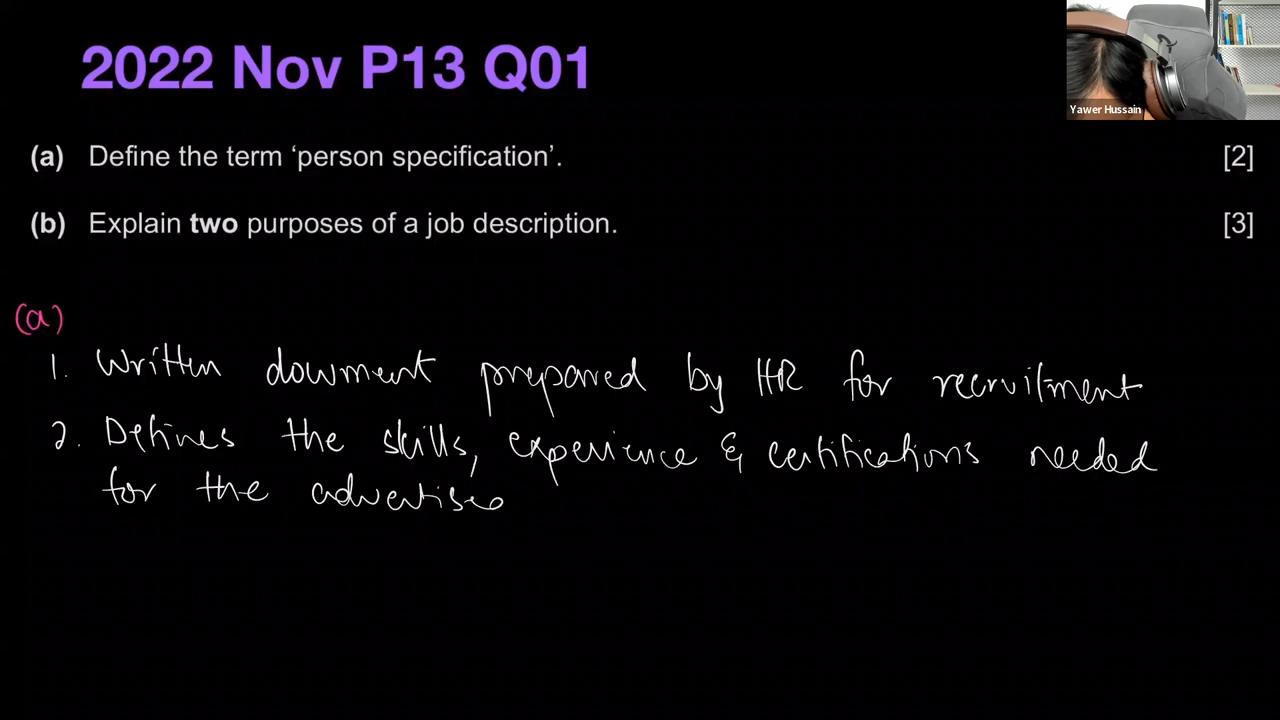 2022 Nov P13 Q01
Yawer Hussain
(a) Define the term ‘person specification’. [2]
(b) Explain two purposes of a job description. [3]
(a)
1. Written document prepared by HR for recruitment
2. Defines the skills, experience & certifications needed
for the advertise